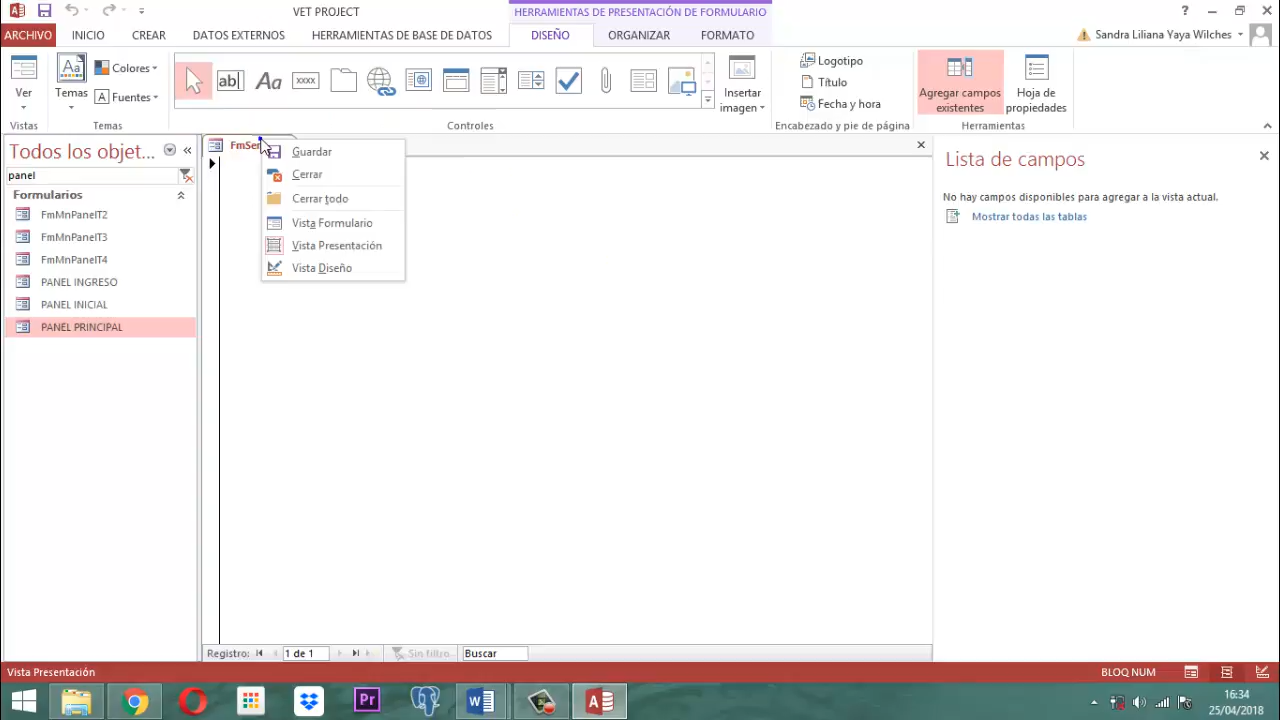 VET PROJECT
HERRAMIENTAS DE PRESENTACIÓN DE FORMULARIO
?
ARCHIVO INICIO CREAR DATOS EXTERNOS HERRAMIENTAS DE BASE DE DATOS DISEÑO ORGANIZAR FORMATO
Sandra Liliana Yaya Wilches
Ver
Temas
Colores
Fuentes
ab|
Aa
xxxx
Insertar
imagen
Logotipo
Título
Fecha y hora
Agregar campos
existentes
Hoja de
propiedades
Vistas
Temas
Controles
Encabezado y pie de página
Herramientas
Todos los objet...
panel
Formularios
FmMnPanelT2
FmMnPanelT3
FmMnPanelT4
PANEL INGRESO
PANEL INICIAL
PANEL PRINCIPAL
Guardar
Cerrar
Cerrar todo
Vista Formulario
Vista Presentación
Vista Diseño
Lista de campos
No hay campos disponibles para agregar a la vista actual.
Mostrar todas las tablas
Registro: 1 de 1 Sin filtro Buscar
Vista Presentación
BLOQ NUM
Pr
16:34
25/04/2018